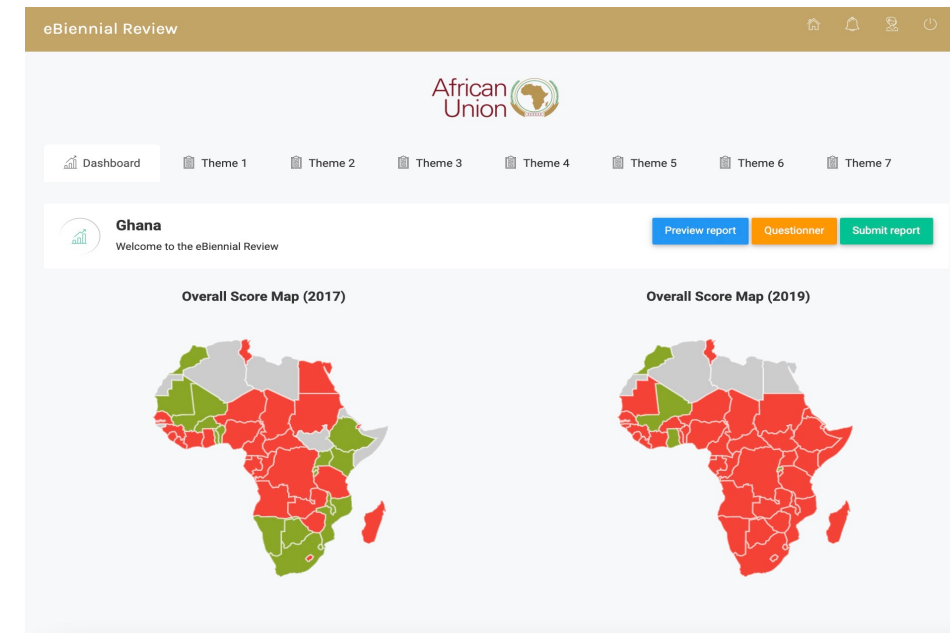 eBiennial Review
African
Union
Dashboard Theme 1 Theme 2 Theme 3 Theme 4 Theme 5 Theme 6 Theme 7
Ghana
Welcome to the eBiennial Review
Preview report Questionner Submit report
Overall Score Map (2017) Overall Score Map (2019)